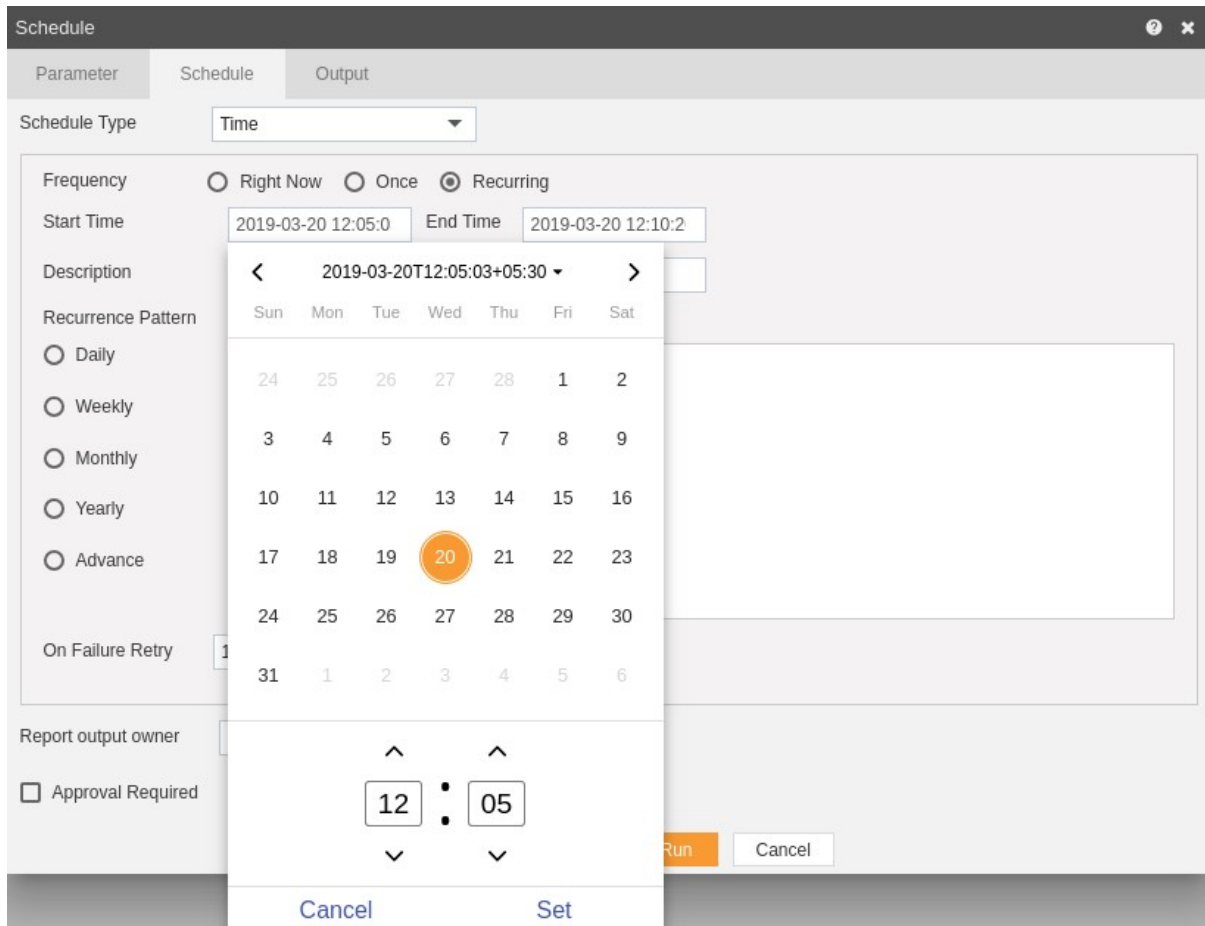 Schedule
Parameter Schedule Output
Schedule Type Time
Frequency Right Now Once Recurring
Start Time 2019-03-20 12:05:0 End Time 2019-03-20 12:10:2
Description
2019-03-20T12:05:03+05:30
Sun Mon Tue Wed Thu Fri Sat
Recurrence Pattern
Daily
Weekly
Monthly
Yearly
Advance
24 25 26 27 28 1 2
3 4 5 6 7 8 9
10 11 12 13 14 15 16
17 18 19 20 21 22 23
24 25 26 27 28 29 30
31 1 2 3 4 5 6
On Failure Retry 1
Report output owner
Approval Required
12 : 05
Run Cancel
Cancel Set